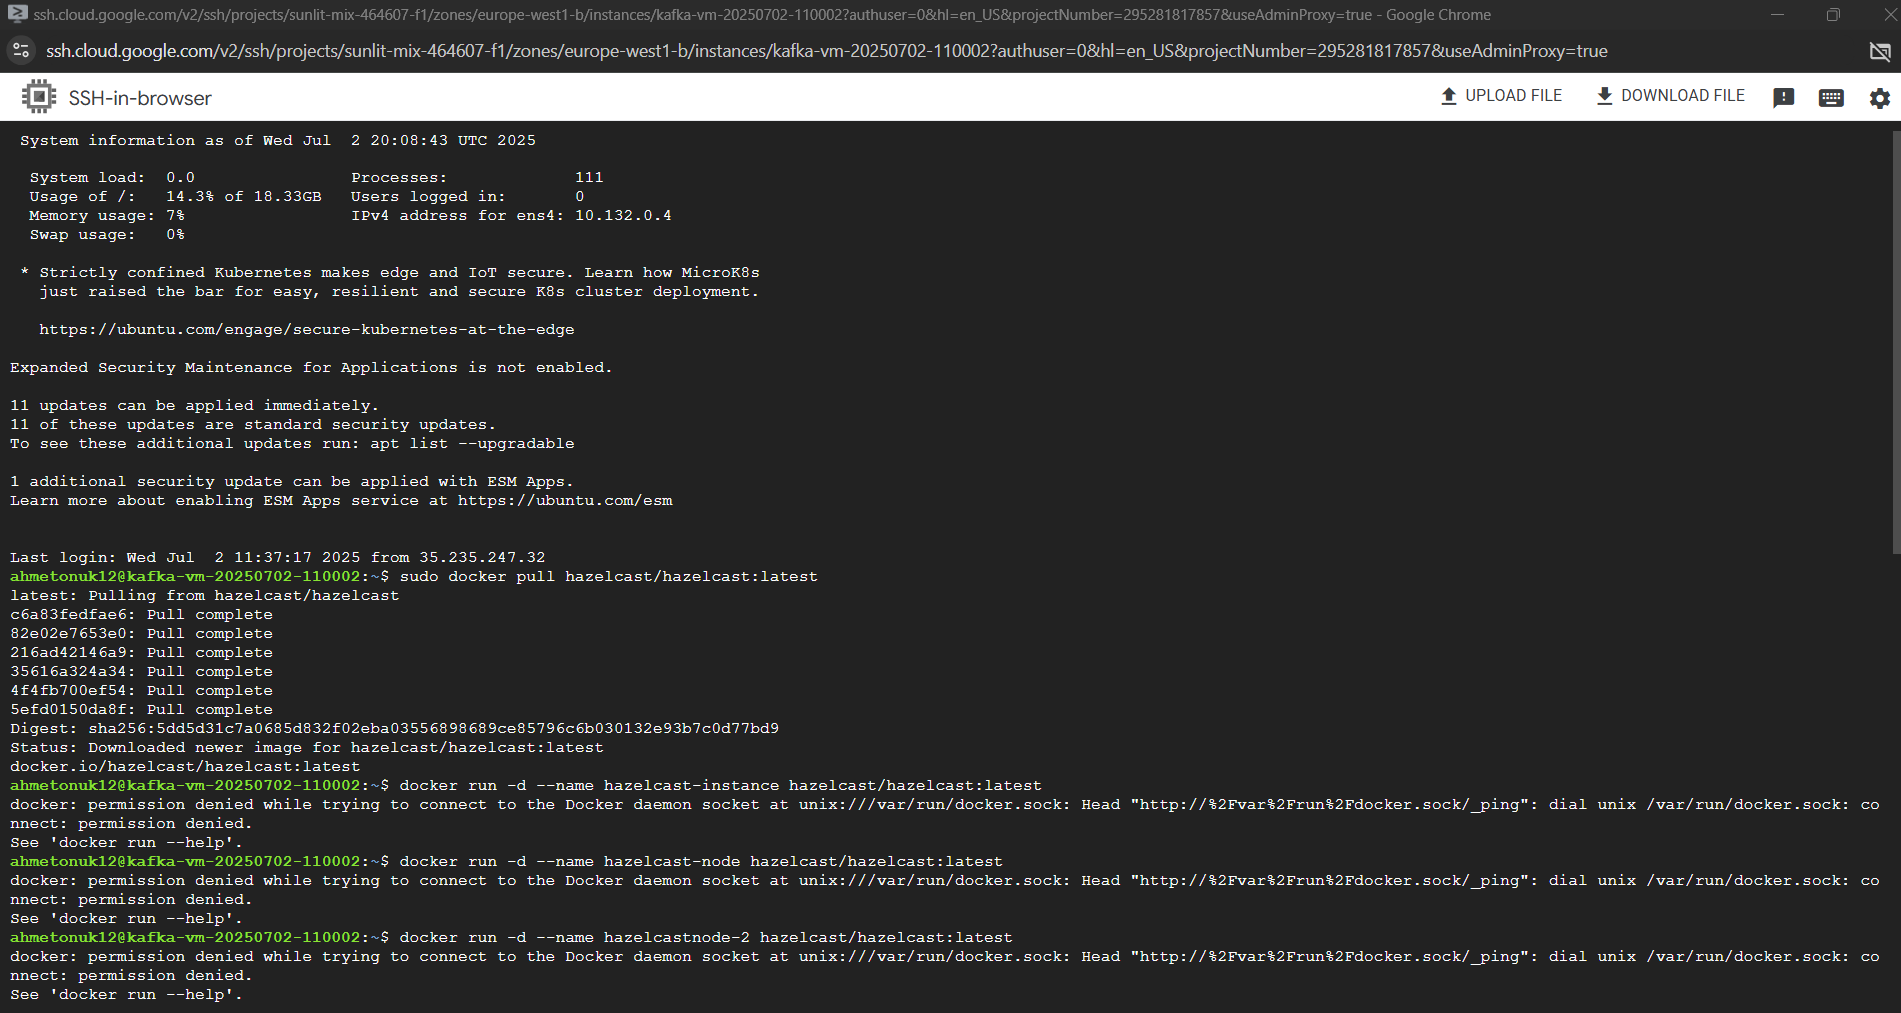 ssh.cloud.google.com/v2/ssh/projects/sunlit-mix-464607-f1/zones/europe-west1-b/instances/kafka-vm-20250702-110002?authuser=0&hl=en_US&projectNumber=295281817857&useAdminProxy=true - Google Chrome
ssh.cloud.google.com/v2/ssh/projects/sunlit-mix-464607-f1/zones/europe-west1-b/instances/kafka-vm-20250702-110002?authuser=0&hl=en_US&projectNumber=295281817857&useAdminProxy=true
SSH-in-browser UPLOAD FILE DOWNLOAD FILE
System information as of Wed Jul  2 20:08:43 UTC 2025
System load:  0.0                Processes:             111
Usage of /:   14.3% of 18.33GB   Users logged in:       0
Memory usage: 7%                 IPv4 address for ens4: 10.132.0.4
Swap usage:   0%
* Strictly confined Kubernetes makes edge and IoT secure. Learn how MicroK8s
just raised the bar for easy, resilient and secure K8s cluster deployment.
https://ubuntu.com/engage/secure-kubernetes-at-the-edge
Expanded Security Maintenance for Applications is not enabled.
11 updates can be applied immediately.
11 of these updates are standard security updates.
To see these additional updates run: apt list --upgradable
1 additional security update can be applied with ESM Apps.
Learn more about enabling ESM Apps service at https://ubuntu.com/esm
Last login: Wed Jul  2 11:37:17 2025 from 35.235.247.32
ahmetonuk12@kafka-vm-20250702-110002:~$ sudo docker pull hazelcast/hazelcast:latest
latest: Pulling from hazelcast/hazelcast
c6a83fedfae6: Pull complete
82e02e7653e0: Pull complete
216ad42146a9: Pull complete
35616a324a34: Pull complete
4f4fb700ef54: Pull complete
5efd0150da8f: Pull complete
Digest: sha256:5dd5d31c7a0685d832f02eba03556898689ce85796c6b030132e93b7c0d77bd9
Status: Downloaded newer image for hazelcast/hazelcast:latest
docker.io/hazelcast/hazelcast:latest
ahmetonuk12@kafka-vm-20250702-110002:~$ docker run -d --name hazelcast-instance hazelcast/hazelcast:latest
docker: permission denied while trying to connect to the Docker daemon socket at unix:///var/run/docker.sock: Head "http://%2Fvar%2Frun%2Fdocker.sock/_ping": dial unix /var/run/docker.sock: co
nnect: permission denied.
See 'docker run --help'.
ahmetonuk12@kafka-vm-20250702-110002:~$ docker run -d --name hazelcast-node hazelcast/hazelcast:latest
docker: permission denied while trying to connect to the Docker daemon socket at unix:///var/run/docker.sock: Head "http://%2Fvar%2Frun%2Fdocker.sock/_ping": dial unix /var/run/docker.sock: co
nnect: permission denied.
See 'docker run --help'.
ahmetonuk12@kafka-vm-20250702-110002:~$ docker run -d --name hazelcastnode-2 hazelcast/hazelcast:latest
docker: permission denied while trying to connect to the Docker daemon socket at unix:///var/run/docker.sock: Head "http://%2Fvar%2Frun%2Fdocker.sock/_ping": dial unix /var/run/docker.sock: co
nnect: permission denied.
See 'docker run --help'.